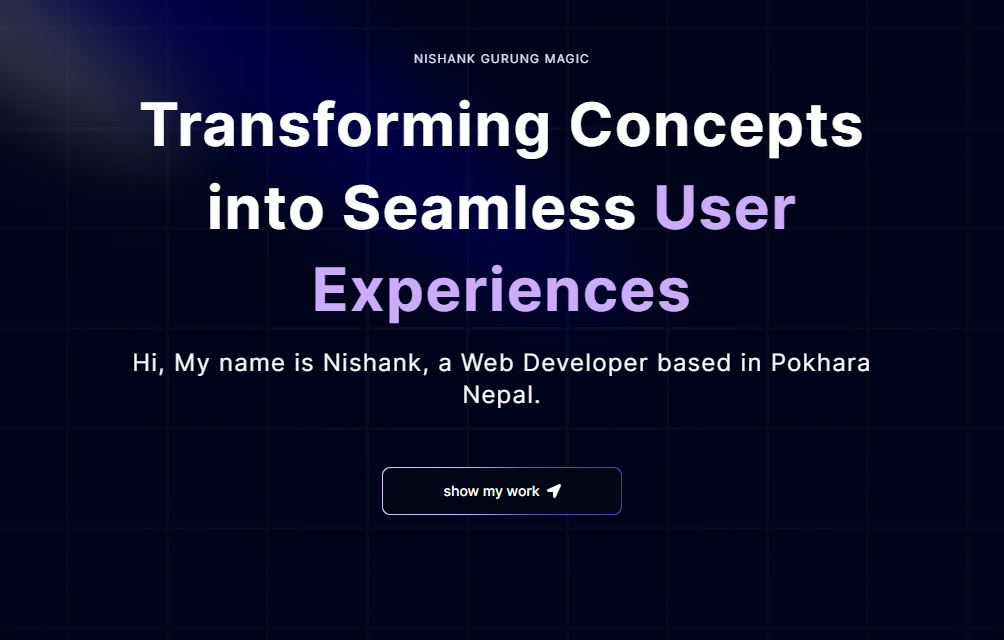 NISHANK GURUNG MAGIC
Transforming Concepts
into Seamless User
Experiences
Hi, My name is Nishank, a Web Developer based in Pokhara
Nepal.
show my work